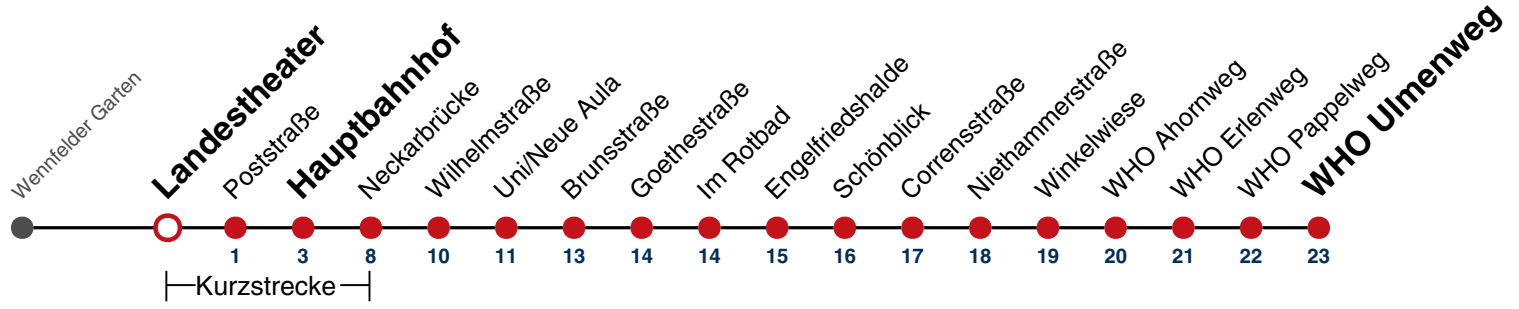 Wennfelder Garten
Landestheater
Poststraße
Hauptbahnhof
Neckarbrücke
Wilhelmstraße
Uni/Neue Aula
Brunsstraße
Goethestraße
Im Rotbad
Engelfriedshalde
Schönblick
Corrensstraße
Niethammerstraße
Winkelwiese
WHO Ahornweg
WHO Erlenweg
WHO Pappelweg
WHO Ulmenweg
1 3 8 10 11 13 14 14 15 16 17 18 19 20 21 22 23
Kurzstrecke